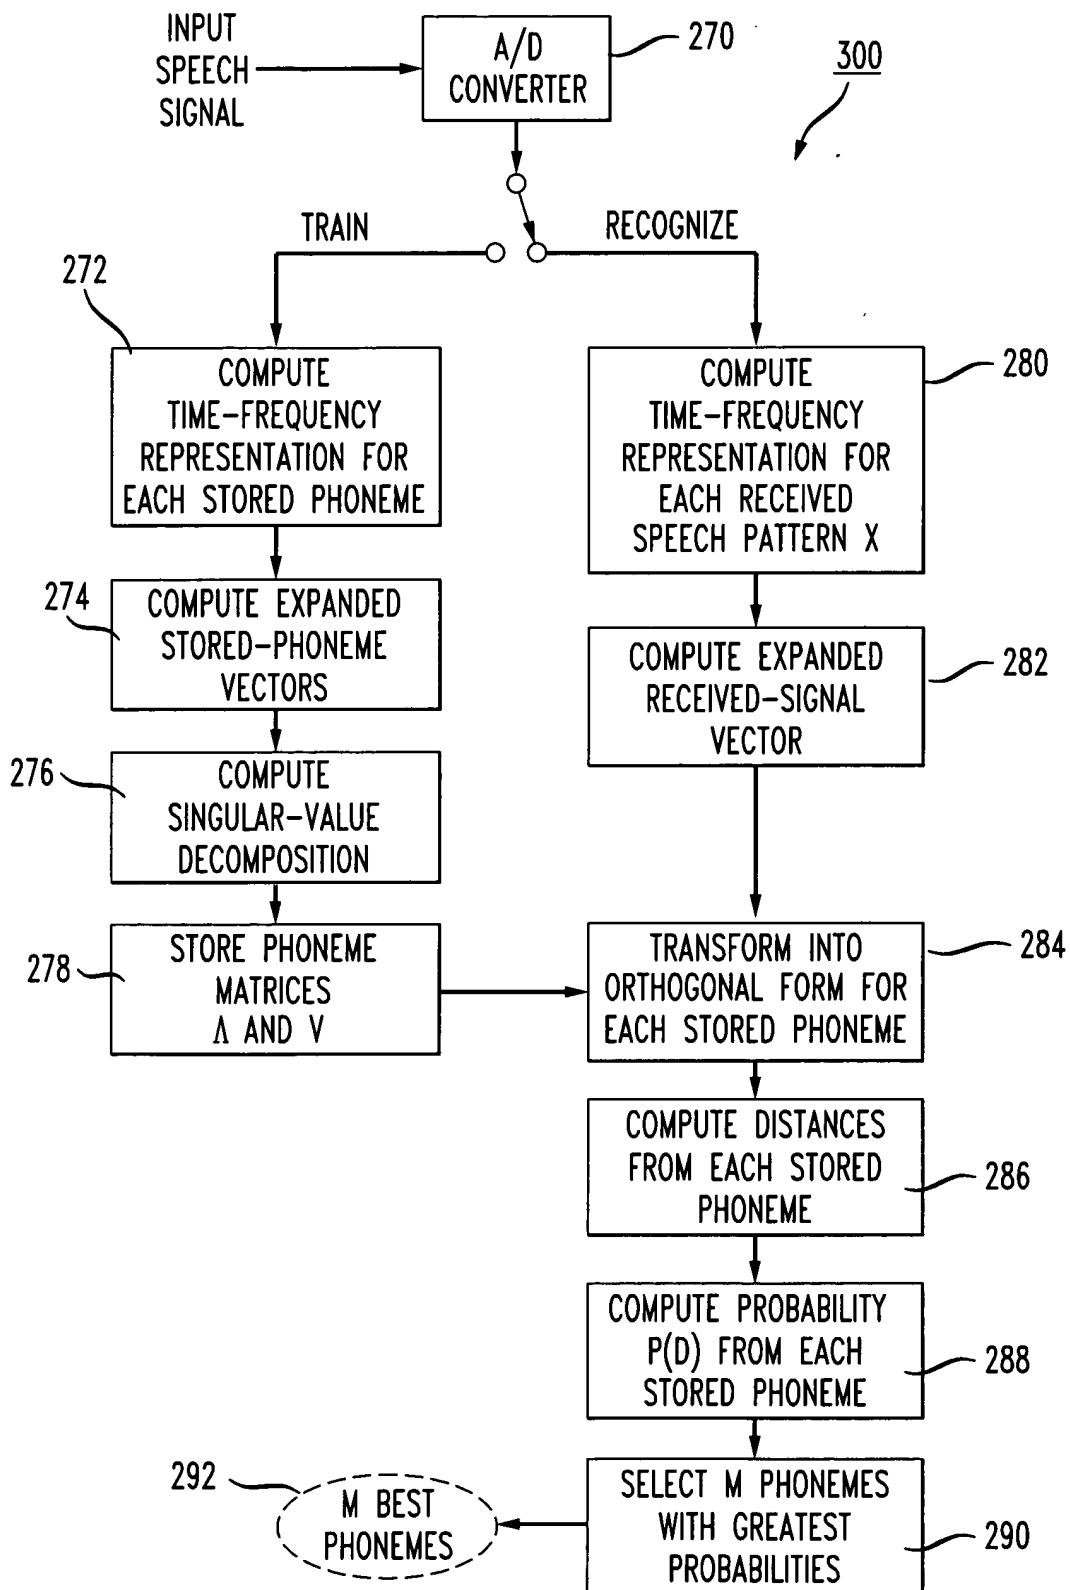 INPUT
SPEECH
SIGNAL
A/D
CONVERTER
270
300
TRAIN
RECOGNIZE
272
COMPUTE
TIME-FREQUENCY
REPRESENTATION FOR
EACH STORED PHONEME
280
COMPUTE
TIME-FREQUENCY
REPRESENTATION FOR
EACH RECEIVED
SPEECH PATTERN X
274
COMPUTE EXPANDED
STORED-PHONEME
VECTORS
282
COMPUTE EXPANDED
RECEIVED-SIGNAL
VECTOR
276
COMPUTE
SINGULAR-VALUE
DECOMPOSITION
278
STORE PHONEME
MATRICES
Λ AND V
284
TRANSFORM INTO
ORTHOGONAL FORM FOR
EACH STORED PHONEME
COMPUTE DISTANCES
FROM EACH STORED
PHONEME
286
COMPUTE PROBABILITY
P(D) FROM EACH
STORED PHONEME
288
292
M BEST
PHONEMES
SELECT M PHONEMES
WITH GREATEST
PROBABILITIES
290